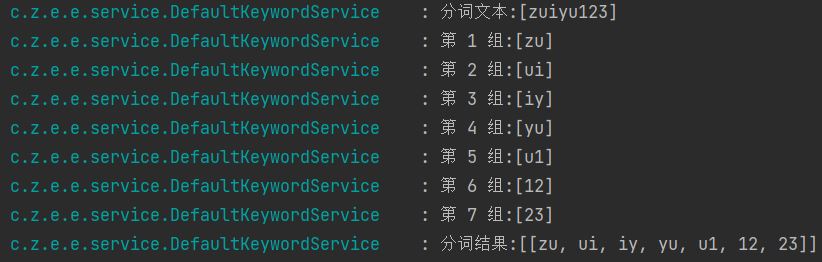 c.z.e.e.service.DefaultKeywordService : 分词文本:[zuiyu123]
c.z.e.e.service.DefaultKeywordService : 第 1 组:[zu]
c.z.e.e.service.DefaultKeywordService : 第 2 组:[ui]
c.z.e.e.service.DefaultKeywordService : 第 3 组:[iy]
c.z.e.e.service.DefaultKeywordService : 第 4 组:[yu]
c.z.e.e.service.DefaultKeywordService : 第 5 组:[u1]
c.z.e.e.service.DefaultKeywordService : 第 6 组:[12]
c.z.e.e.service.DefaultKeywordService : 第 7 组:[23]
c.z.e.e.service.DefaultKeywordService : 分词结果:[[zu, ui, iy, yu, u1, 12, 23]]